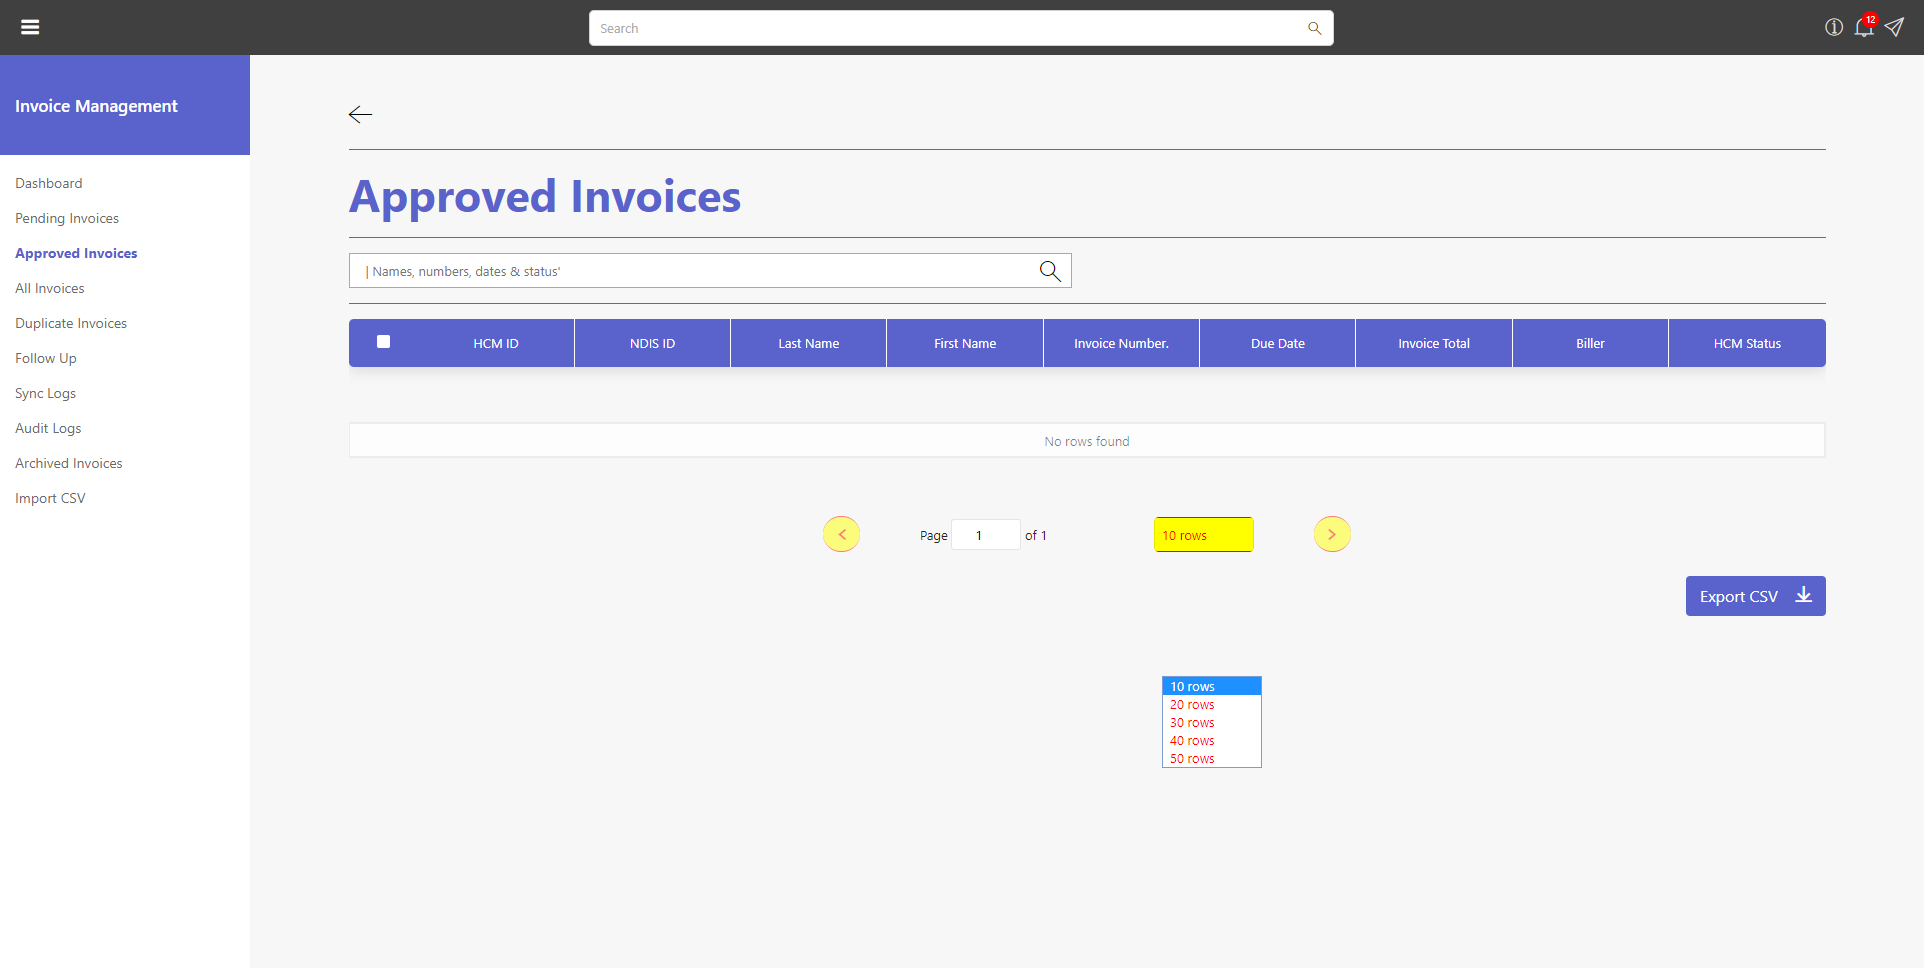 Search
12
Invoice Management
Dashboard
Pending Invoices
Approved Invoices
All Invoices
Duplicate Invoices
Follow Up
Sync Logs
Audit Logs
Archived Invoices
Import CSV
Approved Invoices
| Names, numbers, dates & status'
HCM ID NDIS ID Last Name First Name Invoice Number. Due Date Invoice Total Biller HCM Status
No rows found
Page 1 of 1 10 rows
Export CSV
10 rows
20 rows
30 rows
40 rows
50 rows